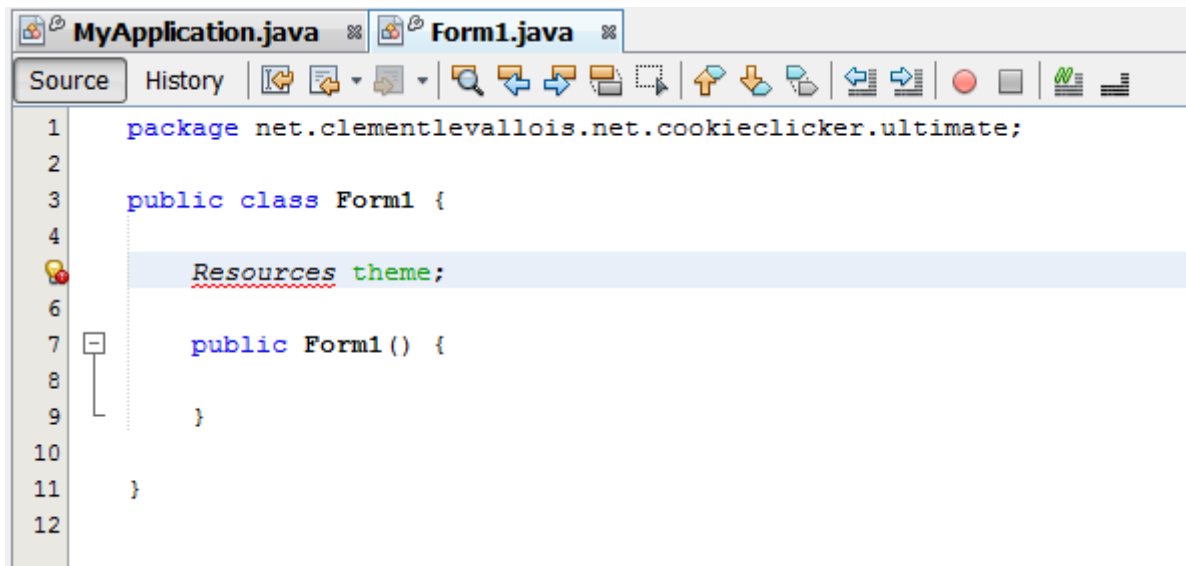 MyApplication.java Form1.java
Source History
1 package net.clementlevallois.net.cookieclicker.ultimate;
2
3 public class Form1 {
4
Resources theme;
6
7 public Form1() {
8
9 }
10
11 }
12